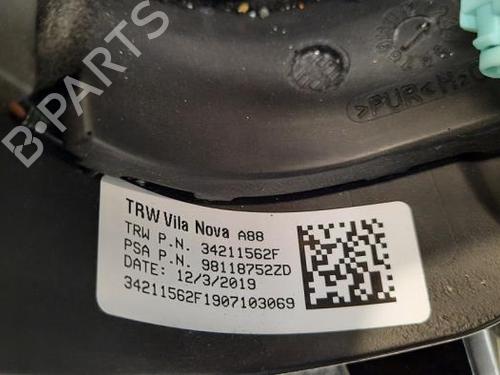 B-PARTS
>PUR<
TRW Vila Nova A88
TRW P.N. 34211562F
PSA P.N. 98118752ZD
DATE: 12/3/2019
34211562F1907103069